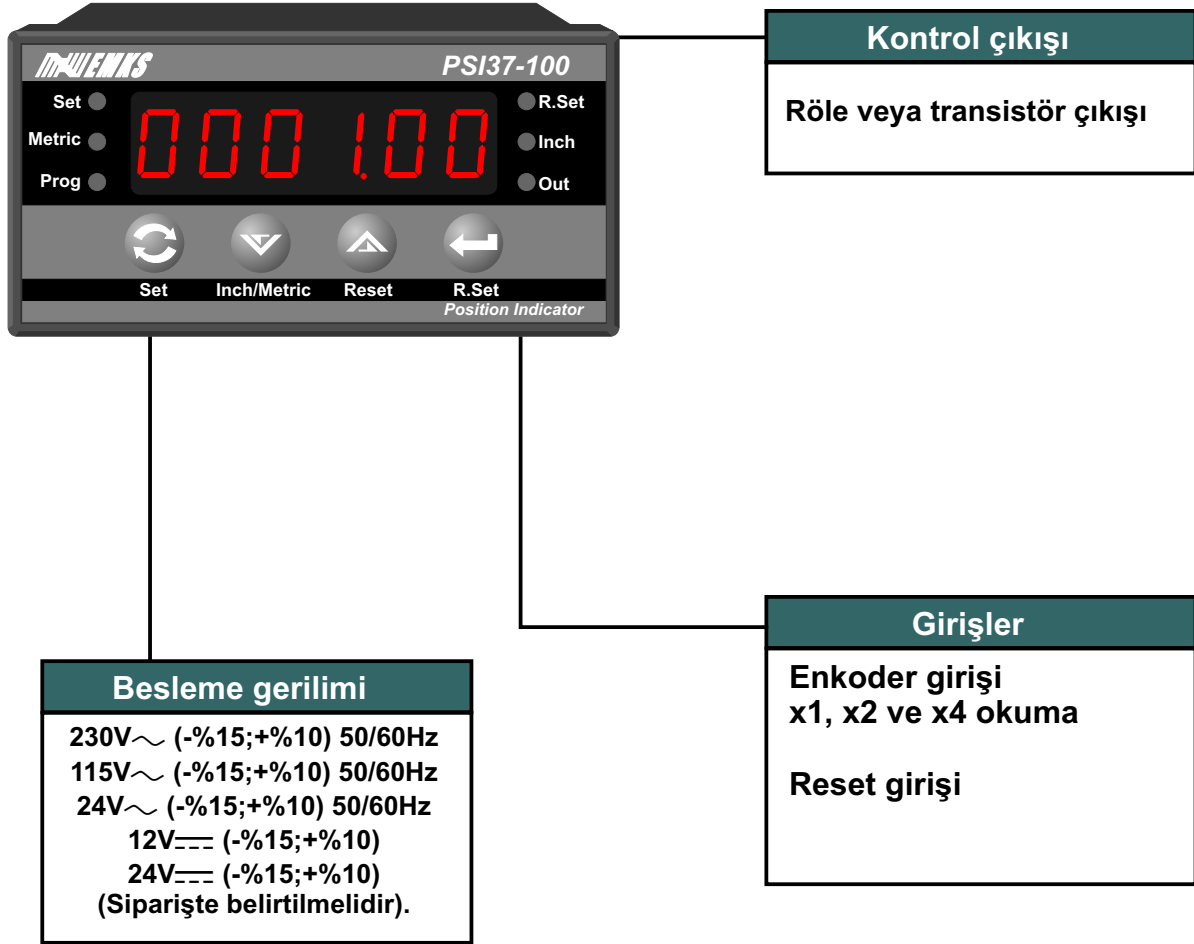 EMKS
PSI37-100
Set
R.Set
Metric
Inch
Prog
Out
0001.00
Set
Inch/Metric
Reset
R.Set
Position Indicator
Kontrol çıkışı
Röle veya transistör çıkışı
Girişler
Enkoder girişi
x1, x2 ve x4 okuma
Reset girişi
Besleme gerilimi
230V~ (-%15;+%10) 50/60Hz
115V~ (-%15;+%10) 50/60Hz
24V~ (-%15;+%10) 50/60Hz
12V⎓ (-%15;+%10)
24V⎓ (-%15;+%10)
(Siparişte belirtilmelidir).